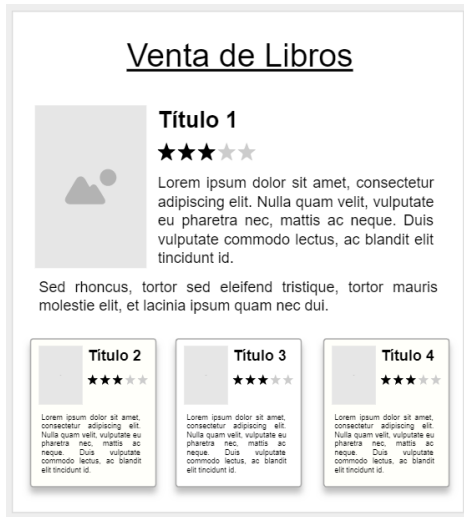 Venta de Libros
Título 1
Lorem ipsum dolor sit amet, consectetur
adipiscing elit. Nulla quam velit, vulputate
eu pharetra nec, mattis ac neque. Duis
vulputate commodo lectus, ac blandit elit
tincidunt id.
Sed rhoncus, tortor sed eleifend tristique, tortor mauris
molestie elit, et lacinia ipsum quam nec dui.
Título 2
Lorem ipsum dolor sit amet,
consectetur adipiscing elit.
Nulla quam velit, vulputate eu
pharetra nec, mattis ac
neque. Duis vulputate
commodo lectus, ac blandit
elit tincidunt id.
Título 3
Lorem ipsum dolor sit amet,
consectetur adipiscing elit.
Nulla quam velit, vulputate eu
pharetra nec, mattis ac
neque. Duis vulputate
commodo lectus, ac blandit
elit tincidunt id.
Título 4
Lorem ipsum dolor sit amet,
consectetur adipiscing elit.
Nulla quam velit, vulputate eu
pharetra nec, mattis ac
neque. Duis vulputate
commodo lectus, ac blandit
elit tincidunt id.